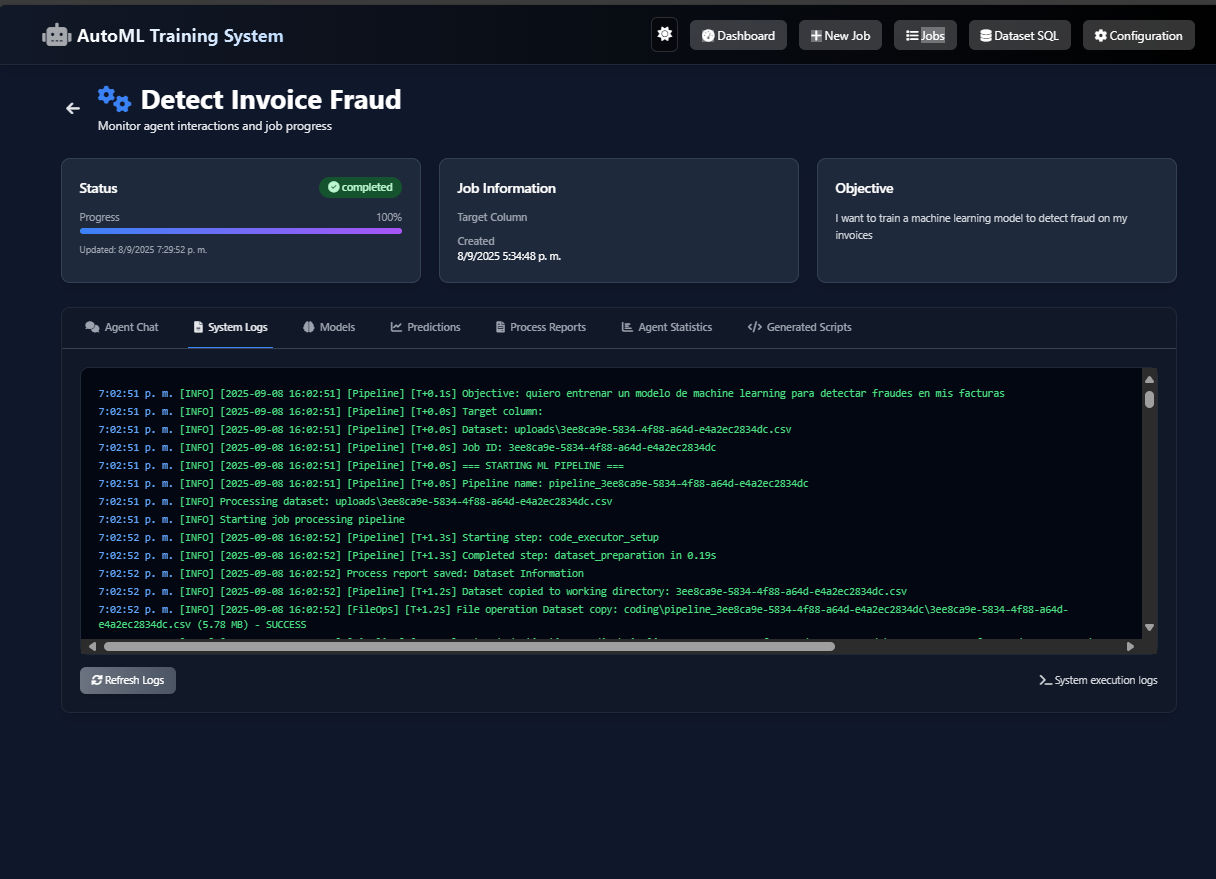 AutoML Training System
Dashboard
New Job
Jobs
Dataset SQL
Configuration
Detect Invoice Fraud
Monitor agent interactions and job progress
Status
completed
Progress
100%
Updated: 8/9/2025 7:29:52 p. m.
Job Information
Target Column
Created
8/9/2025 5:34:48 p. m.
Objective
I want to train a machine learning model to detect fraud on my
invoices
Agent Chat
System Logs
Models
Predictions
Process Reports
Agent Statistics
Generated Scripts
7:02:51 p. m. [INFO] [2025-09-08 16:02:51] [Pipeline] [T+0.1s] Objective: quiero entrenar un modelo de machine learning para detectar fraudes en mis facturas
7:02:51 p. m. [INFO] [2025-09-08 16:02:51] [Pipeline] [T+0.0s] Target column:
7:02:51 p. m. [INFO] [2025-09-08 16:02:51] [Pipeline] [T+0.0s] Dataset: uploads\3ee8ca9e-5834-4f88-a64d-e4a2ec2834dc.csv
7:02:51 p. m. [INFO] [2025-09-08 16:02:51] [Pipeline] [T+0.0s] Job ID: 3ee8ca9e-5834-4f88-a64d-e4a2ec2834dc
7:02:51 p. m. [INFO] [2025-09-08 16:02:51] [Pipeline] [T+0.0s] === STARTING ML PIPELINE ===
7:02:51 p. m. [INFO] [2025-09-08 16:02:51] [Pipeline] [T+0.0s] Pipeline name: pipeline_3ee8ca9e-5834-4f88-a64d-e4a2ec2834dc
7:02:51 p. m. [INFO] Processing dataset: uploads\3ee8ca9e-5834-4f88-a64d-e4a2ec2834dc.csv
7:02:51 p. m. [INFO] Starting job processing pipeline
7:02:52 p. m. [INFO] [2025-09-08 16:02:52] [Pipeline] [T+1.3s] Starting step: code_executor_setup
7:02:52 p. m. [INFO] [2025-09-08 16:02:52] [Pipeline] [T+1.3s] Completed step: dataset_preparation in 0.19s
7:02:52 p. m. [INFO] [2025-09-08 16:02:52] Process report saved: Dataset Information
7:02:52 p. m. [INFO] [2025-09-08 16:02:52] [Pipeline] [T+1.2s] Dataset copied to working directory: 3ee8ca9e-5834-4f88-a64d-e4a2ec2834dc.csv
7:02:52 p. m. [INFO] [2025-09-08 16:02:52] [FileOps] [T+1.2s] File operation Dataset copy: coding\pipeline_3ee8ca9e-5834-4f88-a64d-e4a2ec2834dc\3ee8ca9e-5834-4f88-a64d-
e4a2ec2834dc.csv (5.78 MB) - SUCCESS
Refresh Logs
System execution logs